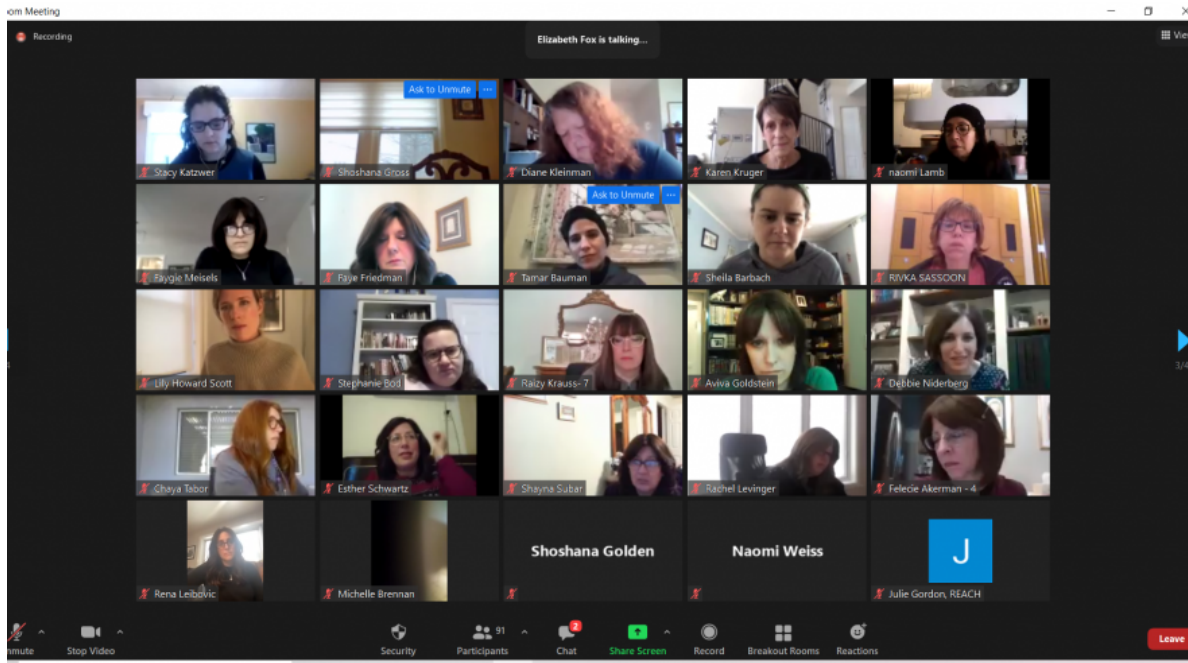 oom Meeting
Recording
Elizabeth Fox is talking...
Vie
Ask to Unmute
...
Stacy Katzwer
Shoshana Gross
Diane Kleinman
Karen Kruger
naomi Lamb
Ask to Unmute
...
Faygie Meisels
Faye Friedman
Tamar Bauman
Sheila Barbach
RIVKA SASSOON
Lily Howard Scott
Stephanie Bod
Raizy Krauss- 7
Aviva Goldstein
Debbie Niderberg
3/4
Chaya Tabor
Esther Schwartz
Shayna Subar
Rachel Levinger
Felecie Akerman - 4
Shoshana Golden
Naomi Weiss
J
Rena Leibovic
Michelle Brennan
Julie Gordon, REACH
91
2
nmute
Stop Video
Security
Participants
Chat
Share Screen
Record
Breakout Rooms
Reactions
Leave